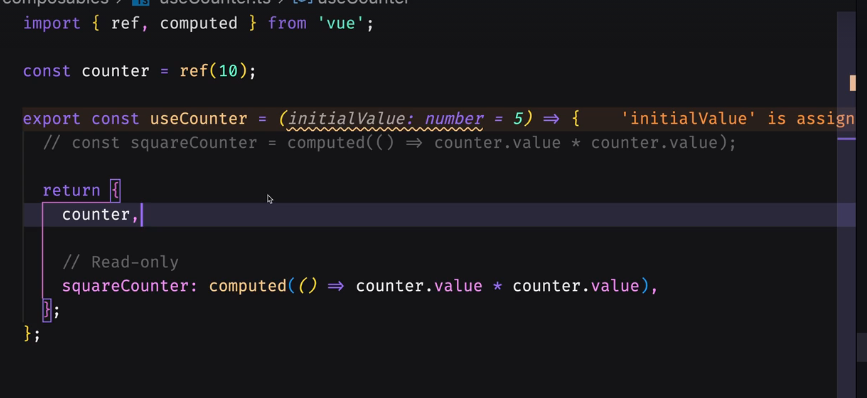 composables > TS useCounter.ts > useCounter
import { ref, computed } from 'vue';
const counter = ref(10);
export const useCounter = (initialValue: number = 5) => {    'initialValue' is assign
// const squareCounter = computed(() => counter.value * counter.value);
return {
counter,
// Read-only
squareCounter: computed(() => counter.value * counter.value),
};
};